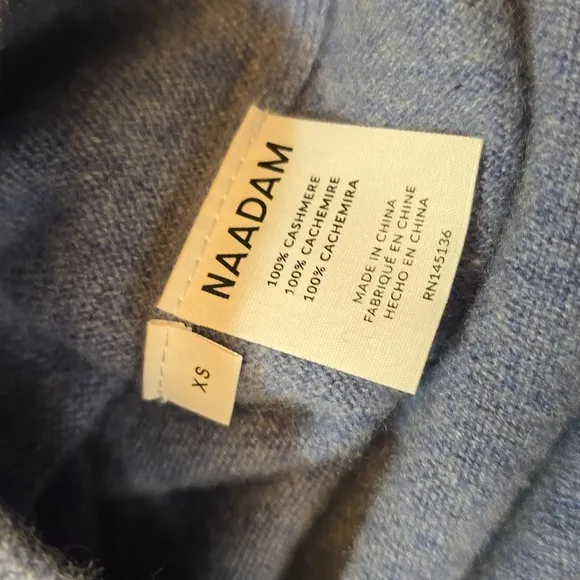 NAADAM
100% CASHMERE
100% CACHEMIRE
100% CACHEMIRA
MADE IN CHINA
FABRIQUÉ EN CHINE
HECHO EN CHINA
RN145136
XS